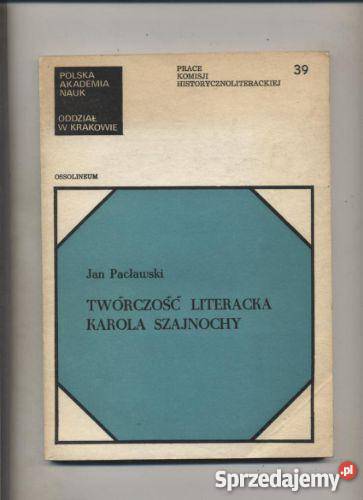 POLSKA
AKADEMIA
NAUK
ODDZIAŁ
W KRAKOWIE
PRACE
KOMISJI
HISTORYCZNOLITERACKIEJ
39
OSSOLINEUM
Jan Pacławski
TWÓRCZOŚĆ LITERACKA
KAROLA SZAJNOCHY
Sprzedajemy.pl